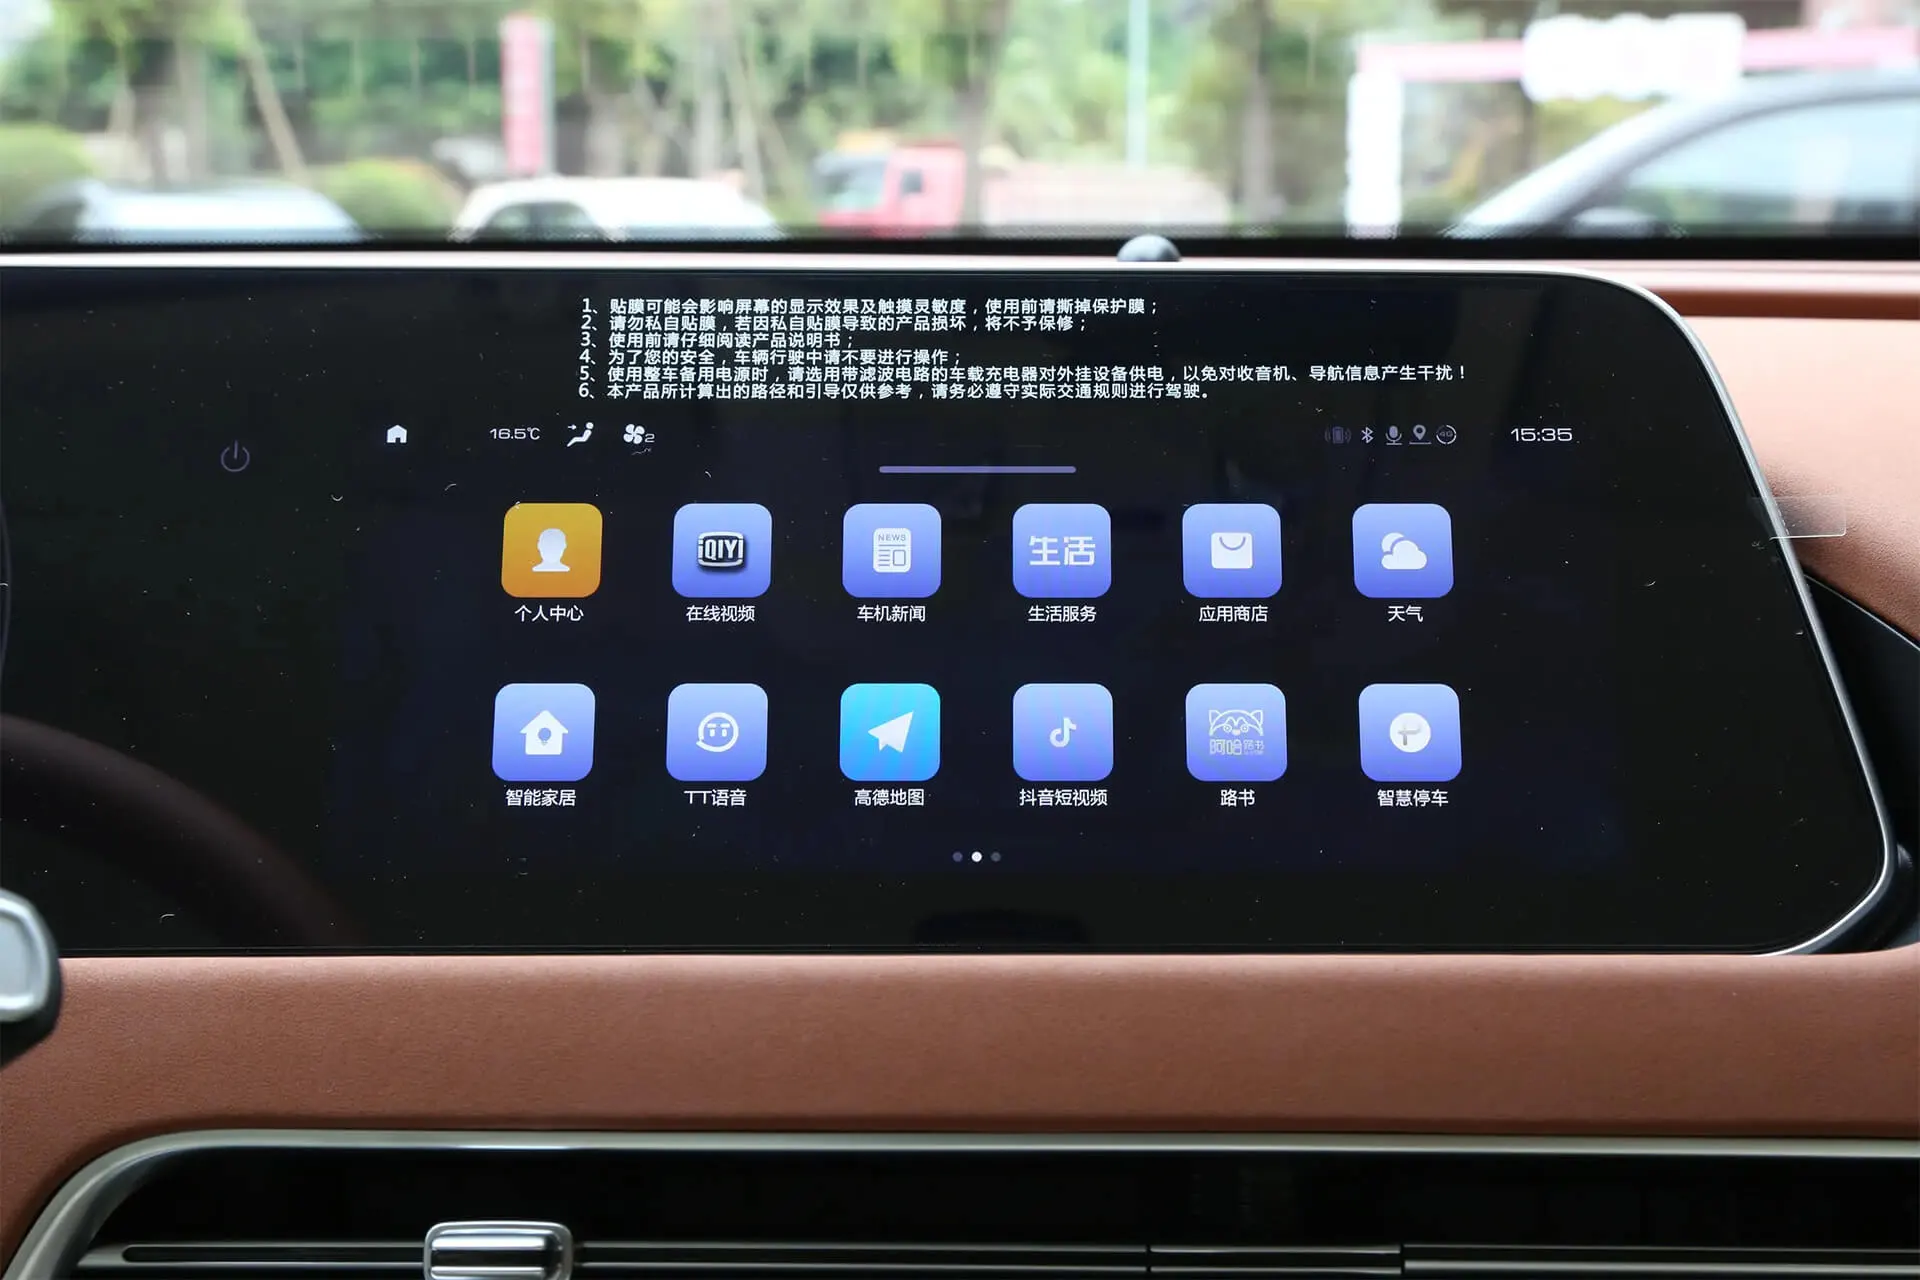 1、贴膜可能会影响屏幕的显示效果及触摸灵敏度，使用前请撕掉保护膜；
2、请勿私自贴膜，若因私自贴膜导致的产品损坏，将不予保修；
3、使用前请仔细阅读产品说明书；
4、为了您的安全，车辆行驶中请不要进行操作；
5、使用整车备用电源时，请选用带滤波电路的车载充电器对外挂设备供电，以免对收音机、导航信息产生干扰！
6、本产品所计算出的路径和引导仅供参考，请务必遵守实际交通规则进行驾驶。
16.5℃ 2 4G 15:35
iQIYI NEWS 生活
个人中心 在线视频 车机新闻 生活服务 应用商店 天气
阿哈路书
智能家居 TT语音 高德地图 抖音短视频 路书 智慧停车